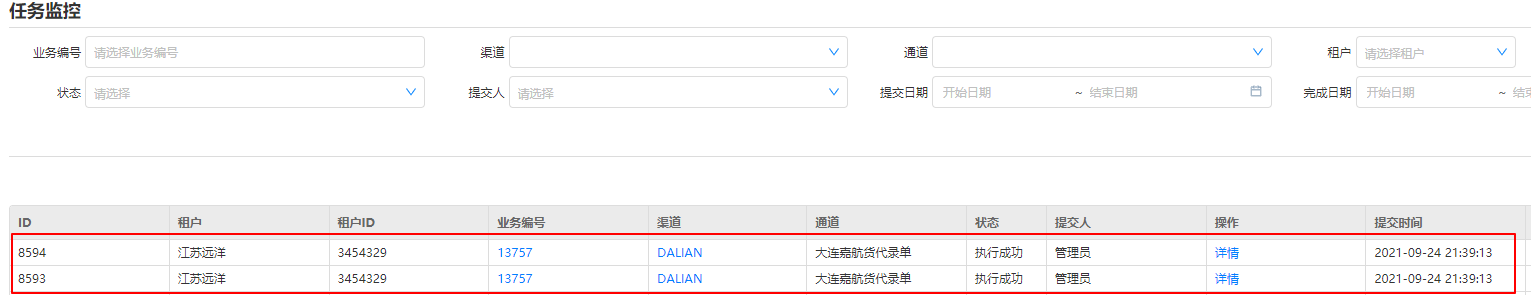 任务监控
业务编号 请选择业务编号 渠道 通道 租户 请选择租户
状态 请选择 提交人 请选择 提交日期 开始日期 ~ 结束日期 完成日期 开始日期 ~ 结束
ID 租户 租户ID 业务编号 渠道 通道 状态 提交人 操作 提交时间
8594 江苏远洋 3454329 13757 DALIAN 大连嘉航货代录单 执行成功 管理员 详情 2021-09-24 21:39:13
8593 江苏远洋 3454329 13757 DALIAN 大连嘉航货代录单 执行成功 管理员 详情 2021-09-24 21:39:13